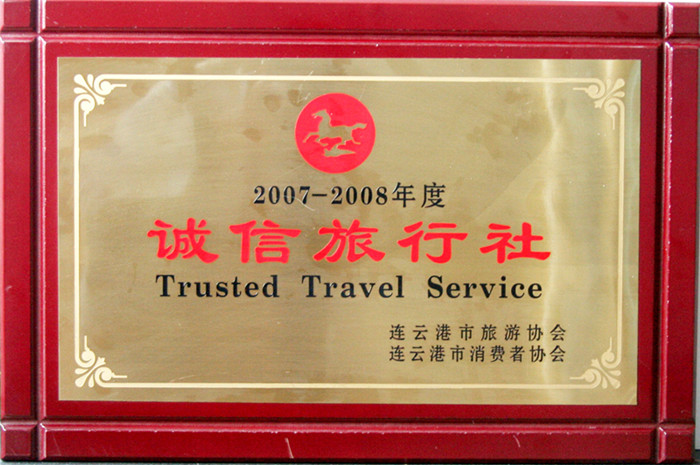 2007-2008年度
诚信旅行社
Trusted Travel Service
连云港市旅游协会
连云港市消费者协会